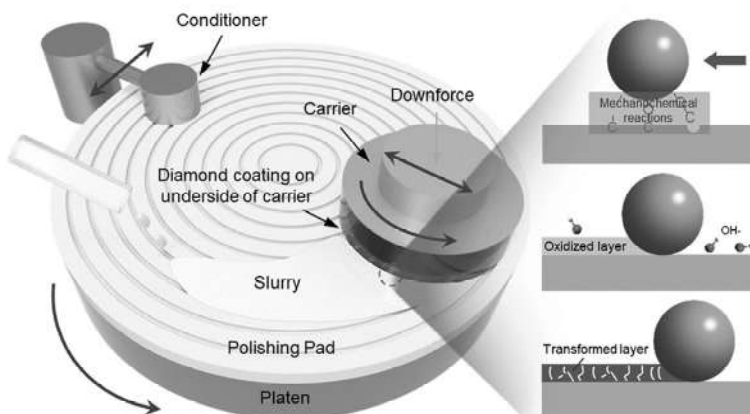 Conditioner
Downforce
Carrier
Diamond coating on
underside of carrier
Slurry
Polishing Pad
Platen
Mechanochemical
reactions
O
C
C C C
OH-
Oxidized layer
Transformed layer